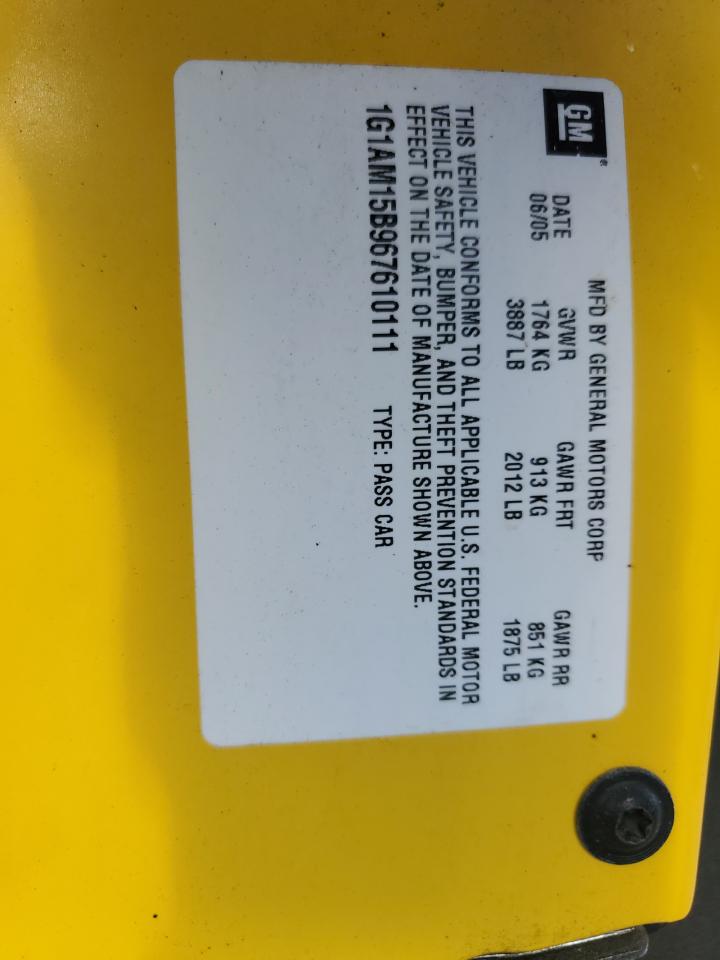 GM®
MFD BY GENERAL MOTORS CORP
DATE GVWR GAWR FRT GAWR RR
06/05 1764 KG 913 KG 851 KG
3887 LB 2012 LB 1875 LB
THIS VEHICLE CONFORMS TO ALL APPLICABLE U.S. FEDERAL MOTOR
VEHICLE SAFETY, BUMPER, AND THEFT PREVENTION STANDARDS IN
EFFECT ON THE DATE OF MANUFACTURE SHOWN ABOVE.
1G1AM15B967610111 TYPE: PASS CAR